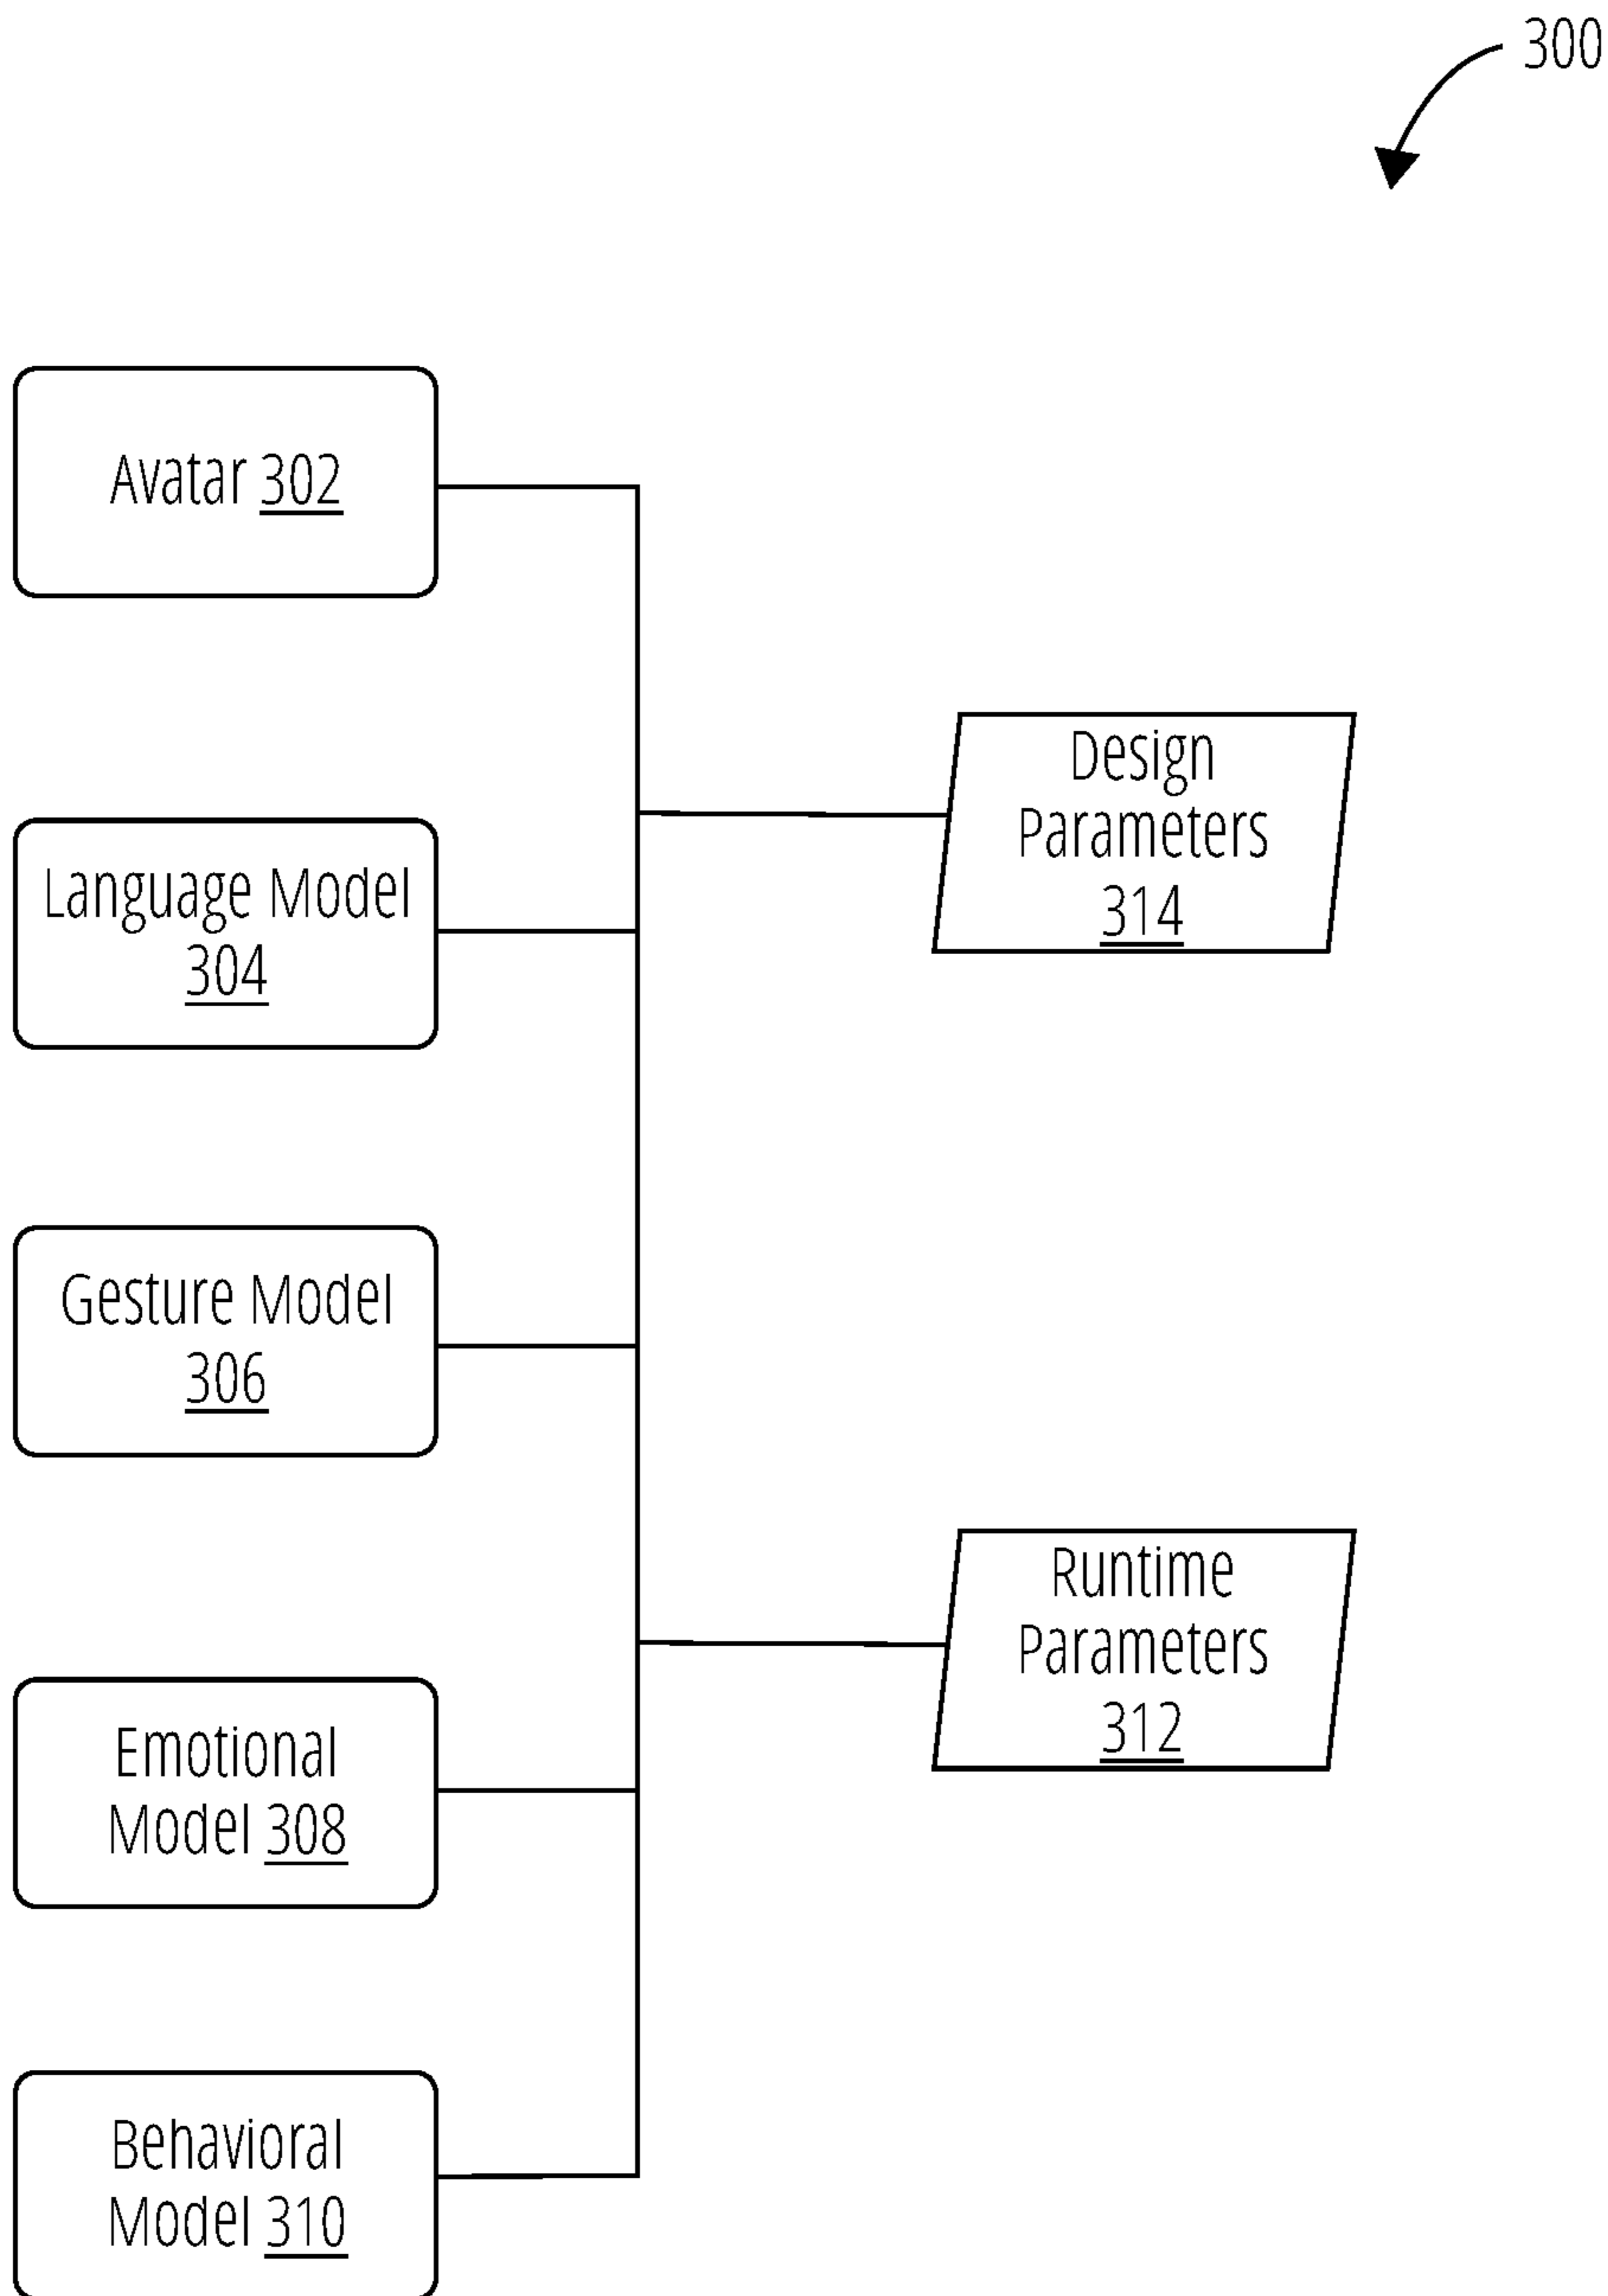 300
Avatar 302
Design
Parameters
314
Language Model
304
Gesture Model
306
Runtime
Parameters
312
Emotional
Model 308
Behavioral
Model 310